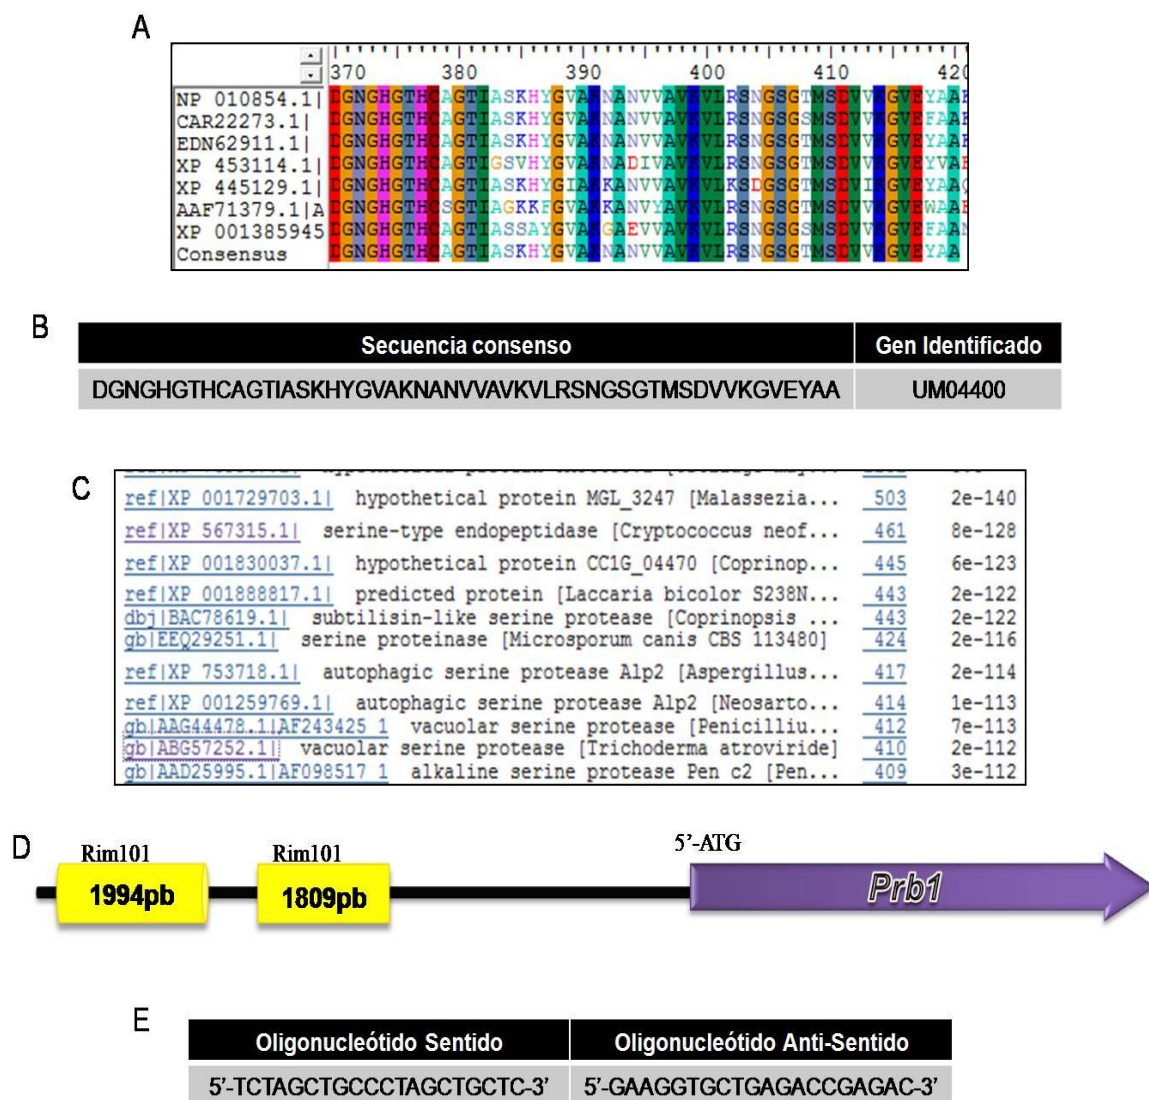 A
370 380 390 400 410 420
NP 010854.1| DGNGHGTHCAGTIASKHYGVAKNANVVAVKVLRSNGSGTMSDVVKGVEYAA
CAR22273.1| DGNGHGTHCAGTIASKHYGVAKNANVVAVKVLRSNGSGSMSDVVKGVEFAA
EDN62911.1| DGNGHGTHCAGTIASKHYGVAKNANVVAVKVLRSNGSGTMSDVVKGVEYAA
XP 453114.1| DGNGHGTHCAGTIGSVHYGVAKNADIVAVKVLRSNGSGTMSDVVKGVEYVA
XP 445129.1| DGNGHGTHCAGTIASKHYGIAKKANVVAVKVLKSDGSGTMSDVIKGVEYAA
AAF71379.1|A DGNGHGTHCSGTIAGKKFGVAKKANVYAVKVLRSNGSGTMSDVVKGVEWAA
XP 001385945 DGNGHGTHCAGTIASSAYGVAKGAEVVAVKVLRSNGSGSMSDVVKGVEFAA
Consensus DGNGHGTHCAGTIASKHYGVAKNANVVAVKVLRSNGSGTMSDVVKGVEYAA
B
Secuencia consenso Gen Identificado
DGNGHGTHCAGTIASKHYGVAKNANVVAVKVLRSNGSGTMSDVVKGVEYAA UM04400
C
ref|XP 001729703.1| hypothetical protein MGL_3247 [Malassezia... 503 2e-140
ref|XP 567315.1| serine-type endopeptidase [Cryptococcus neof... 461 8e-128
ref|XP 001830037.1| hypothetical protein CC1G_04470 [Coprinop... 445 6e-123
ref|XP 001888817.1| predicted protein [Laccaria bicolor S238N... 443 2e-122
dbj|BAC78619.1| subtilisin-like serine protease [Coprinopsis ... 443 2e-122
gb|EEQ29251.1| serine proteinase [Microsporum canis CBS 113480] 424 2e-116
ref|XP 753718.1| autophagic serine protease Alp2 [Aspergillus... 417 2e-114
ref|XP 001259769.1| autophagic serine protease Alp2 [Neosarto... 414 1e-113
gb|AAG44478.1|AF243425 1 vacuolar serine protease [Penicilliu... 412 7e-113
gb|ABG57252.1| vacuolar serine protease [Trichoderma atroviride] 410 2e-112
gb|AAD25995.1|AF098517 1 alkaline serine protease Pen c2 [Pen... 409 3e-112
D
Rim101 Rim101 5'-ATG
1994pb 1809pb Prb1
E
Oligonucleótido Sentido Oligonucleótido Anti-Sentido
5'-TCTAGCTGCCCTAGCTGCTC-3' 5'-GAAGGTGCTGAGACCGAGAC-3'